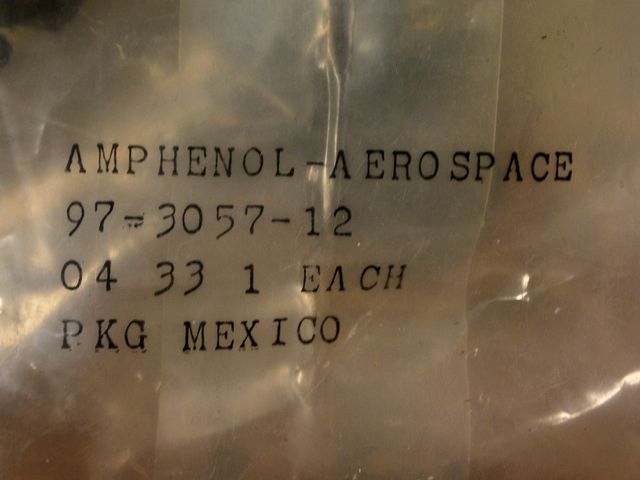 AMPHENOL-AEROSPACE
97-3057-12
04 33 1 EACH
PKG MEXICO